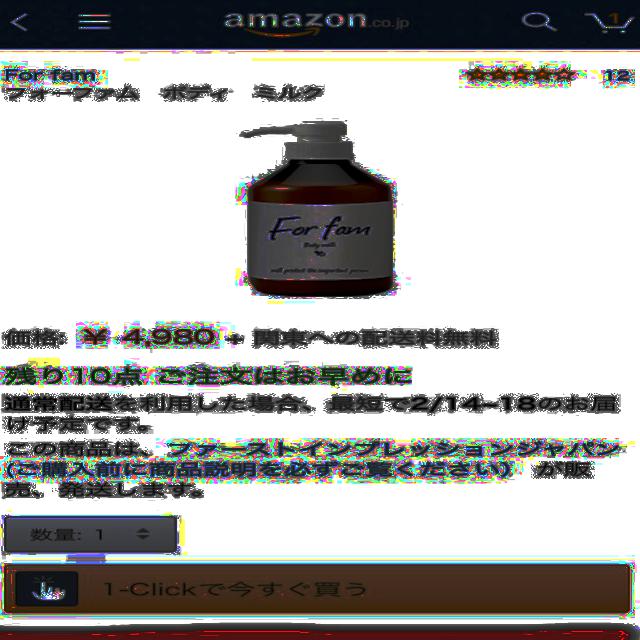 amazon.co.jp
1
For fam
12
フォーファム ボディ ミルク
For fam
Body milk
will protect the important person
価格: ￥ 4,980 + 関東への配送料無料
残り10点 ご注文はお早めに
通常配送を利用した場合、最短で2/14-18のお届
け予定です。
この商品は、ファーストインプレッションジャパン
(ご購入前に商品説明を必ずご覧ください) が販
売、発送します。
数量: 1
1-Clickで今すぐ買う